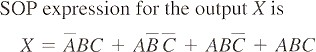 SOP expression for the output X is
X = A̅BC + AB̅ C̅ + ABC̅ + ABC